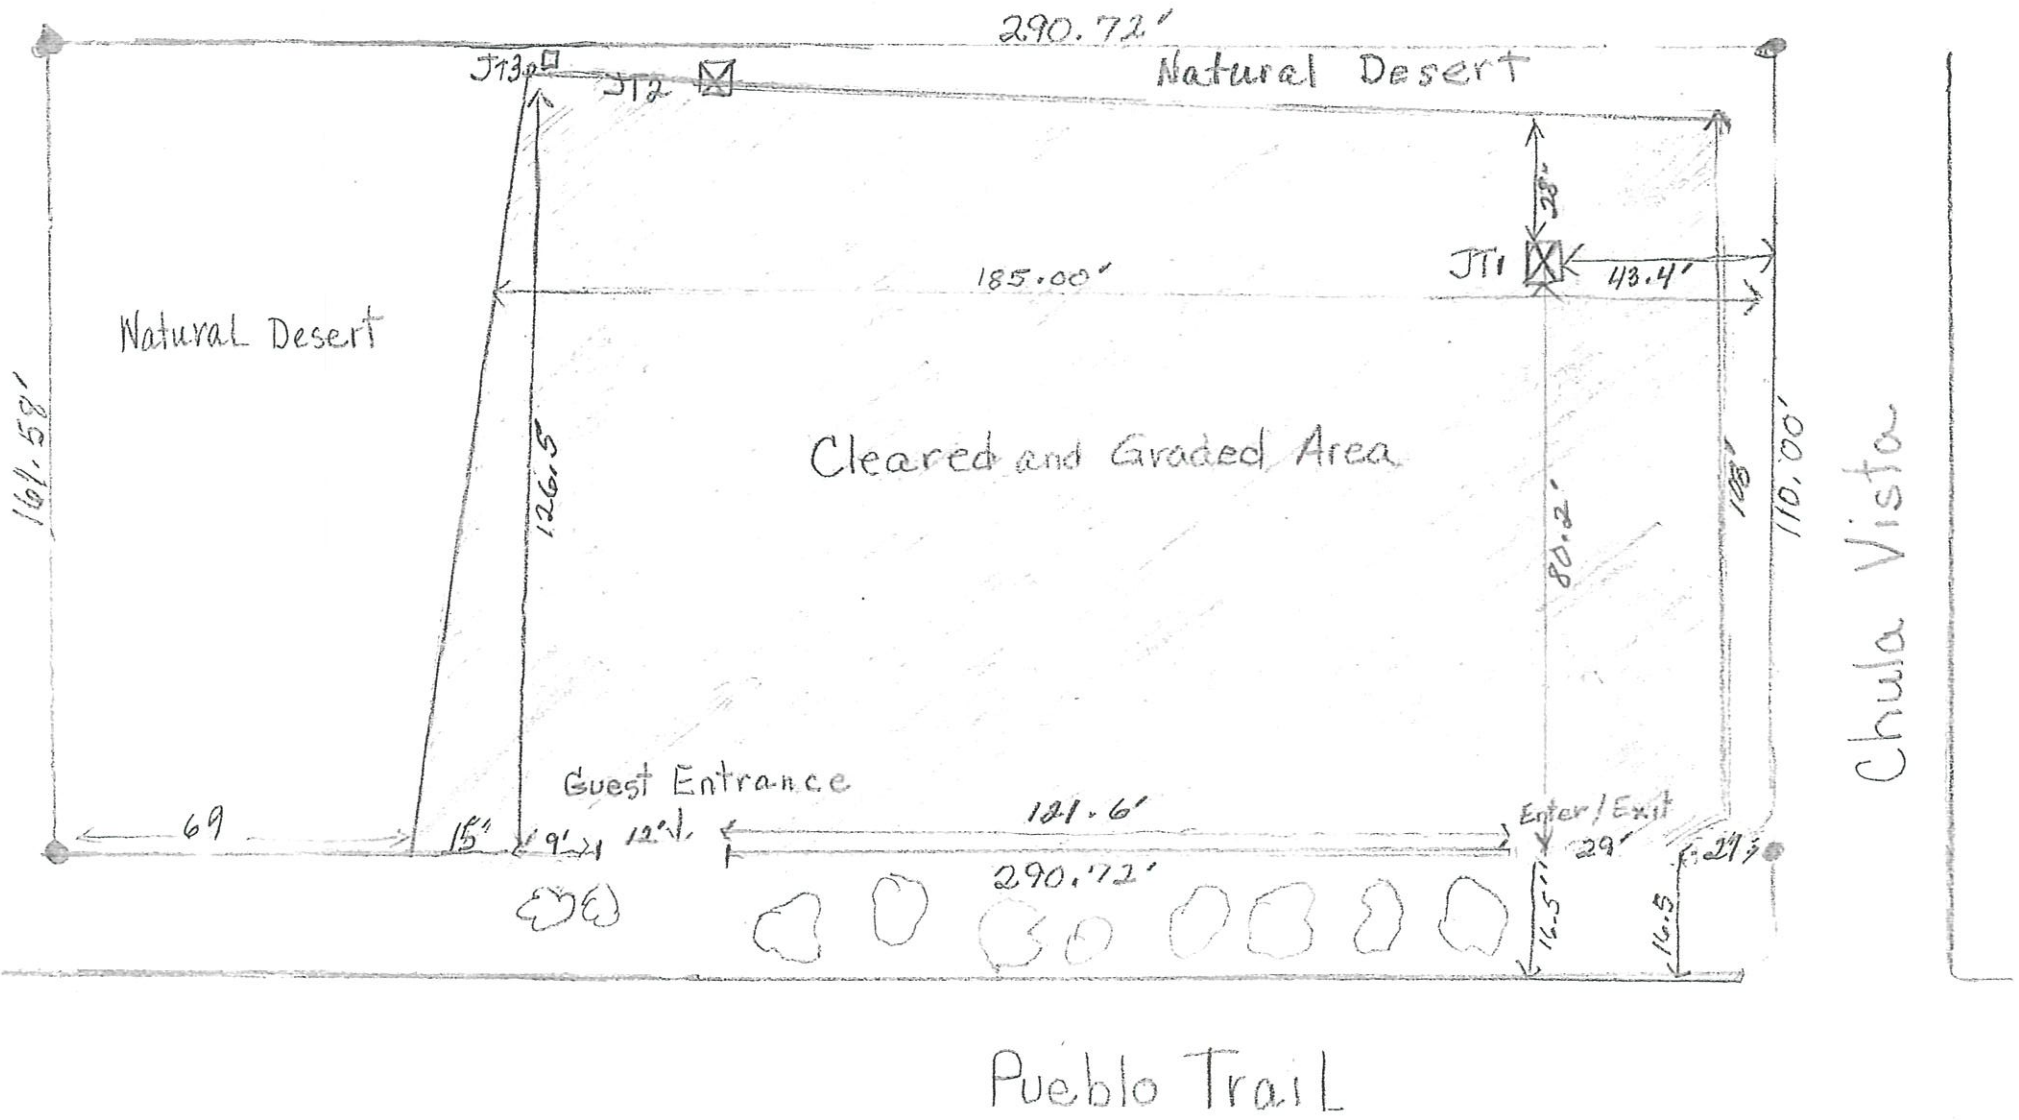 290.72'
Natural Desert
JT3
JT2
28'
JT1
43.4'
185.00'
Natural Desert
164.58'
126.5
Cleared and Graded Area
80.2'
108'
110.00'
Chula Vista
Guest Entrance
121.6'
Enter/Exit
69
15'
9'
12'
29'
290.72'
16.5'
16.5
Pueblo Trail